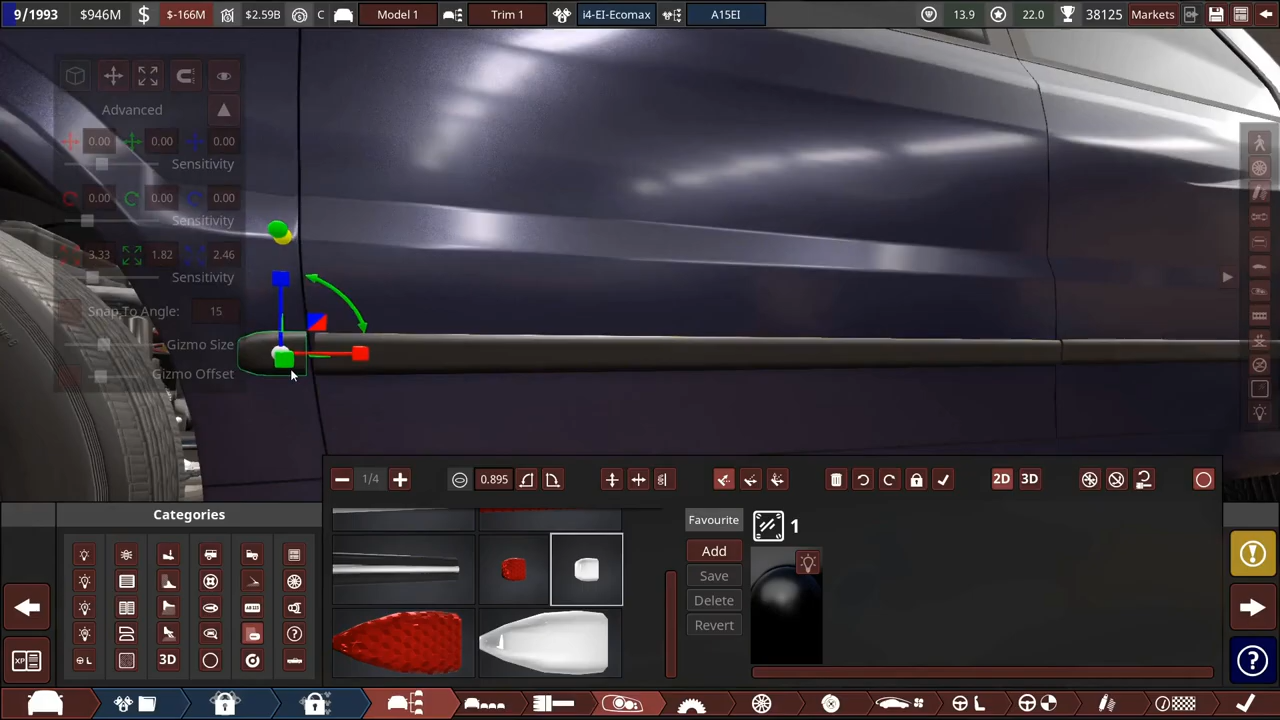 9/1993 $946M $ $-166M $2.59B C Model 1 Trim 1 i4-EI-Ecomax A15EI 13.9 22.0 38125 Markets
Advanced
0.00 0.00 0.00
Sensitivity
0.00 0.00 0.00
Sensitivity
3.33 1.82 2.46
Sensitivity
Snap To Angle: 15
Gizmo Size
Gizmo Offset
1/4 0.895 2D 3D
Categories
3D
Favourite 1
Add
Save
Delete
Revert
XP